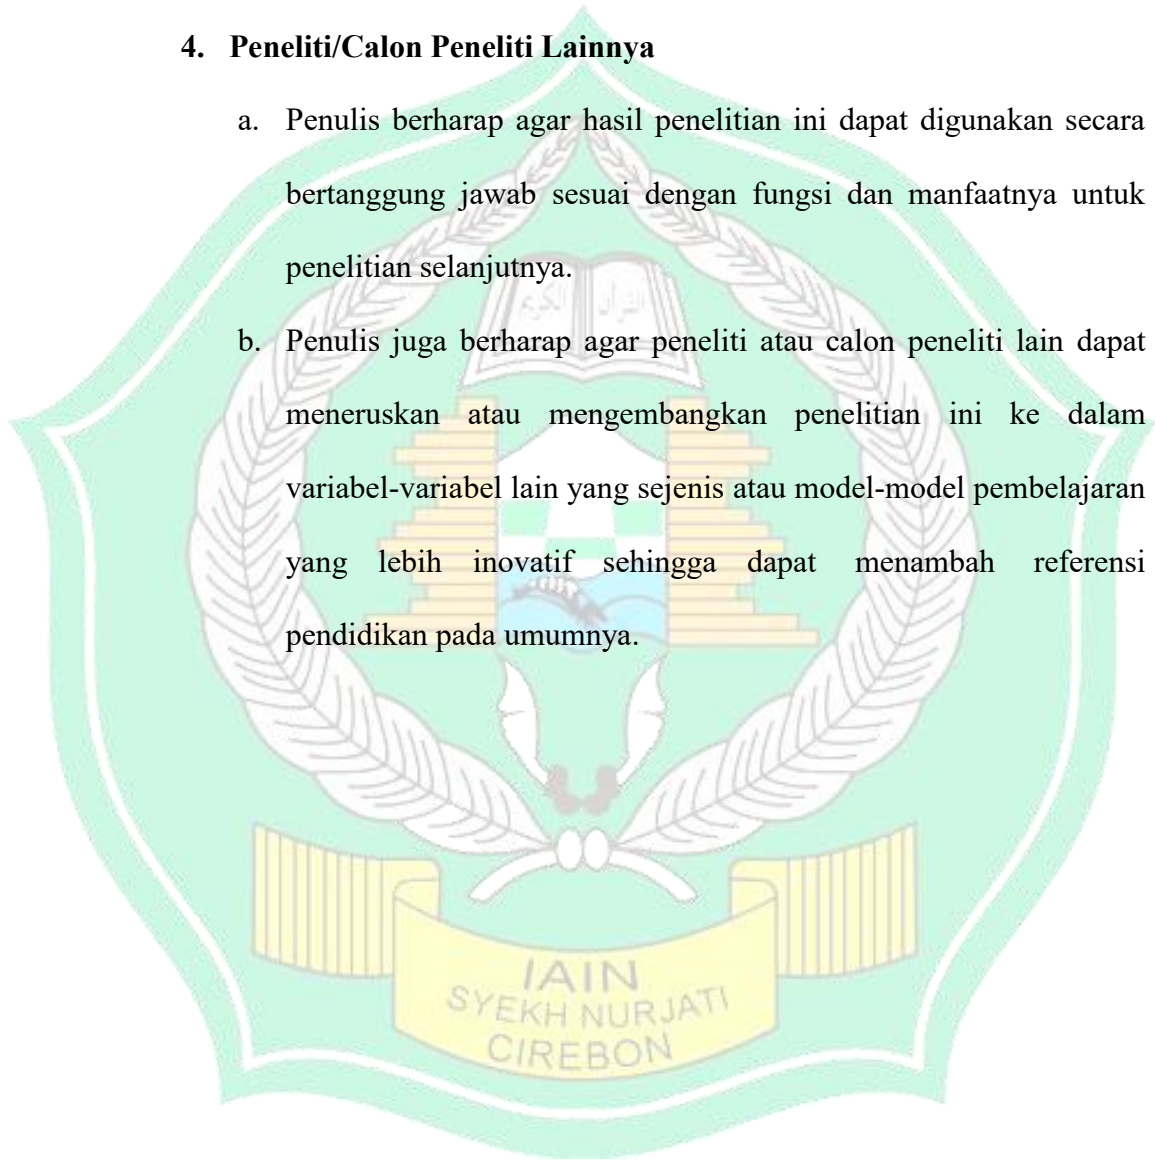 4. Peneliti/Calon Peneliti Lainnya
a. Penulis berharap agar hasil penelitian ini dapat digunakan secara
bertanggung jawab sesuai dengan fungsi dan manfaatnya untuk
penelitian selanjutnya.
b. Penulis juga berharap agar peneliti atau calon peneliti lain dapat
meneruskan atau mengembangkan penelitian ini ke dalam
variabel-variabel lain yang sejenis atau model-model pembelajaran
yang lebih inovatif sehingga dapat menambah referensi
pendidikan pada umumnya.
القرآن الكريم
IAIN
SYEKH NURJATI
CIREBON